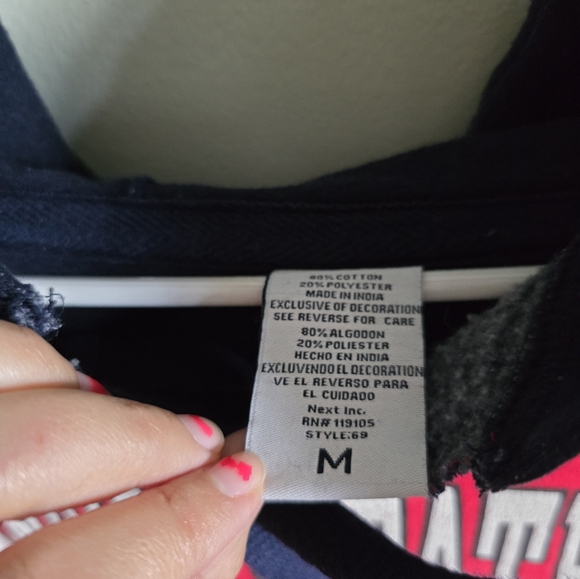 80% COTTON
20% POLYESTER
MADE IN INDIA
EXCLUSIVE OF DECORATION
SEE REVERSE FOR CARE
80% ALGODON
20% POLIESTER
HECHO EN INDIA
EXCLUVENDO EL DECORATION
VE EL REVERSO PARA
EL CUIDADO
Next Inc.
RN# 119105
STYLE:69
M